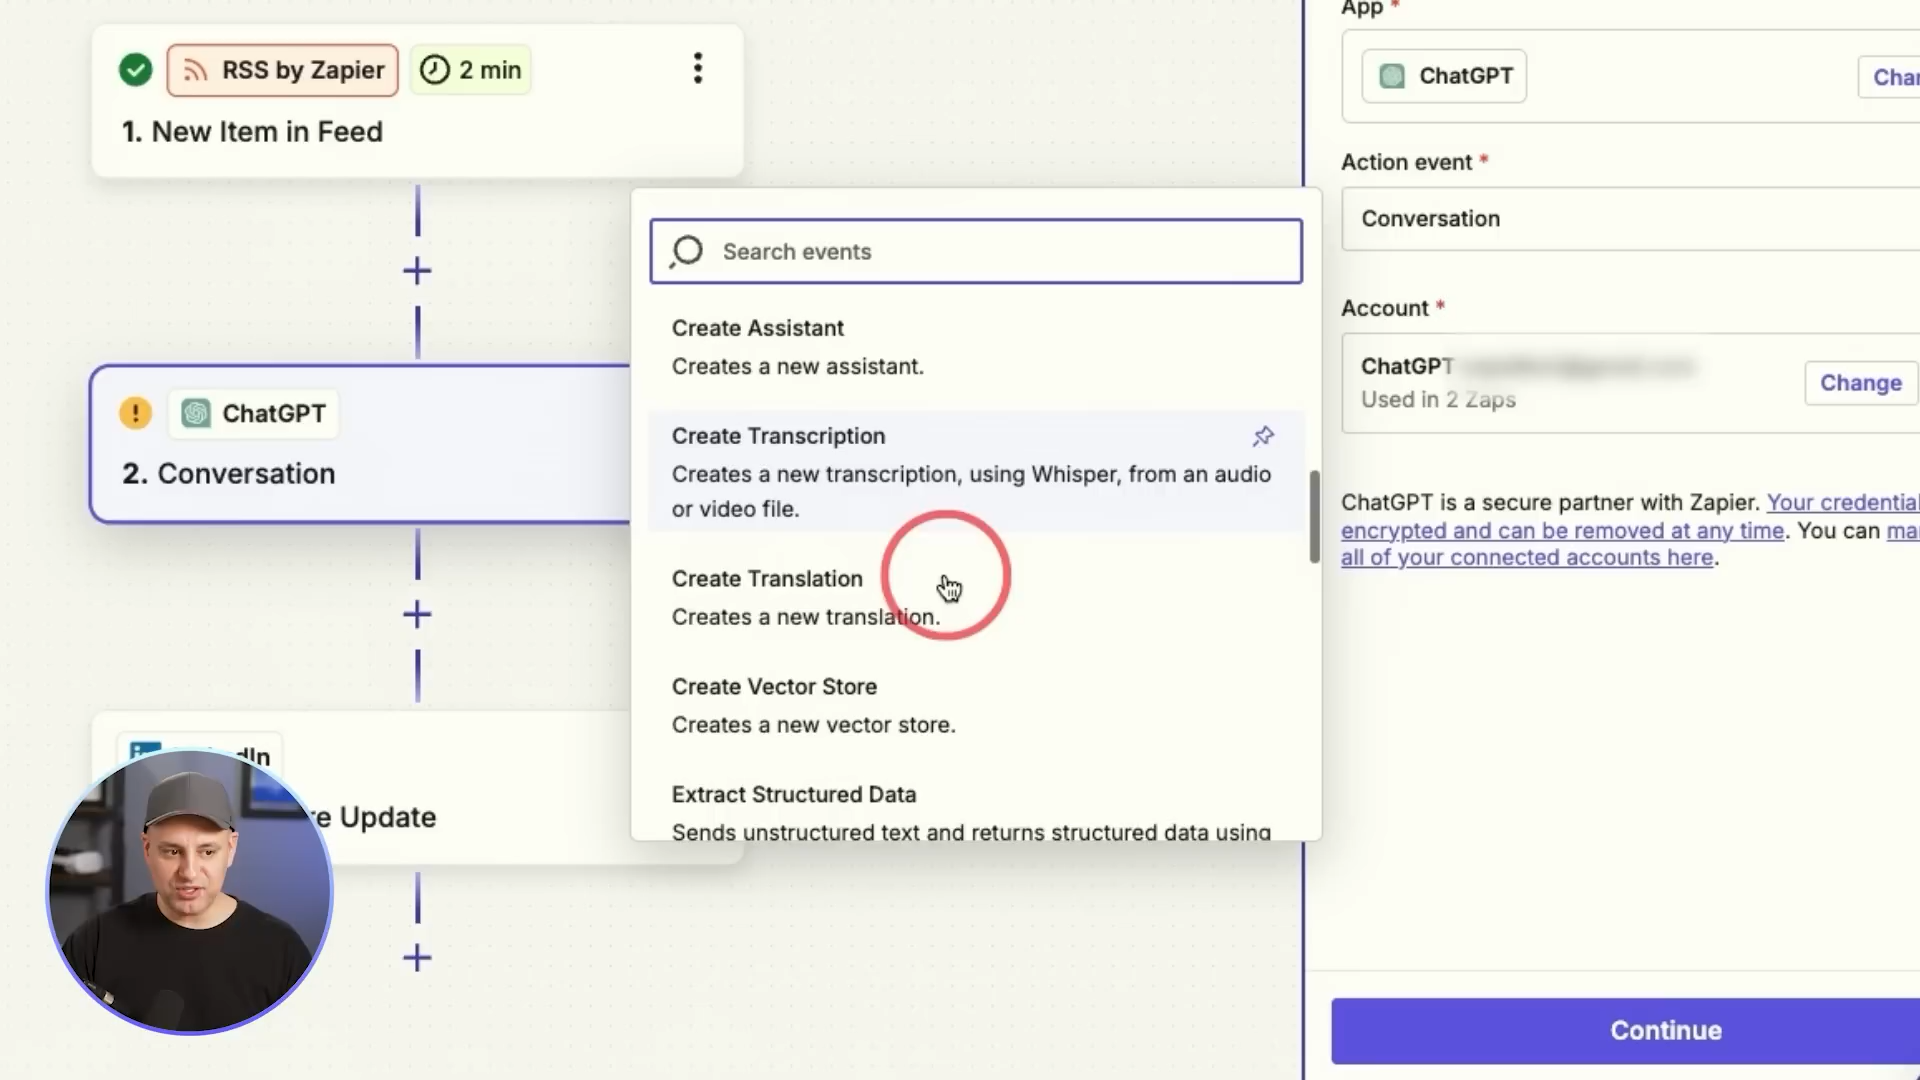 RSS by Zapier
2 min
1. New Item in Feed
ChatGPT
2. Conversation
dIn
re Update
Search events
Create Assistant
Creates a new assistant.
Create Transcription
Creates a new transcription, using Whisper, from an audio
or video file.
Create Translation
Creates a new translation.
Create Vector Store
Creates a new vector store.
Extract Structured Data
Sends unstructured text and returns structured data using
App *
ChatGPT
Chan
Action event *
Conversation
Account *
ChatGPT
Used in 2 Zaps
Change
ChatGPT is a secure partner with Zapier. Your credential
encrypted and can be removed at any time. You can ma
all of your connected accounts here.
Continue